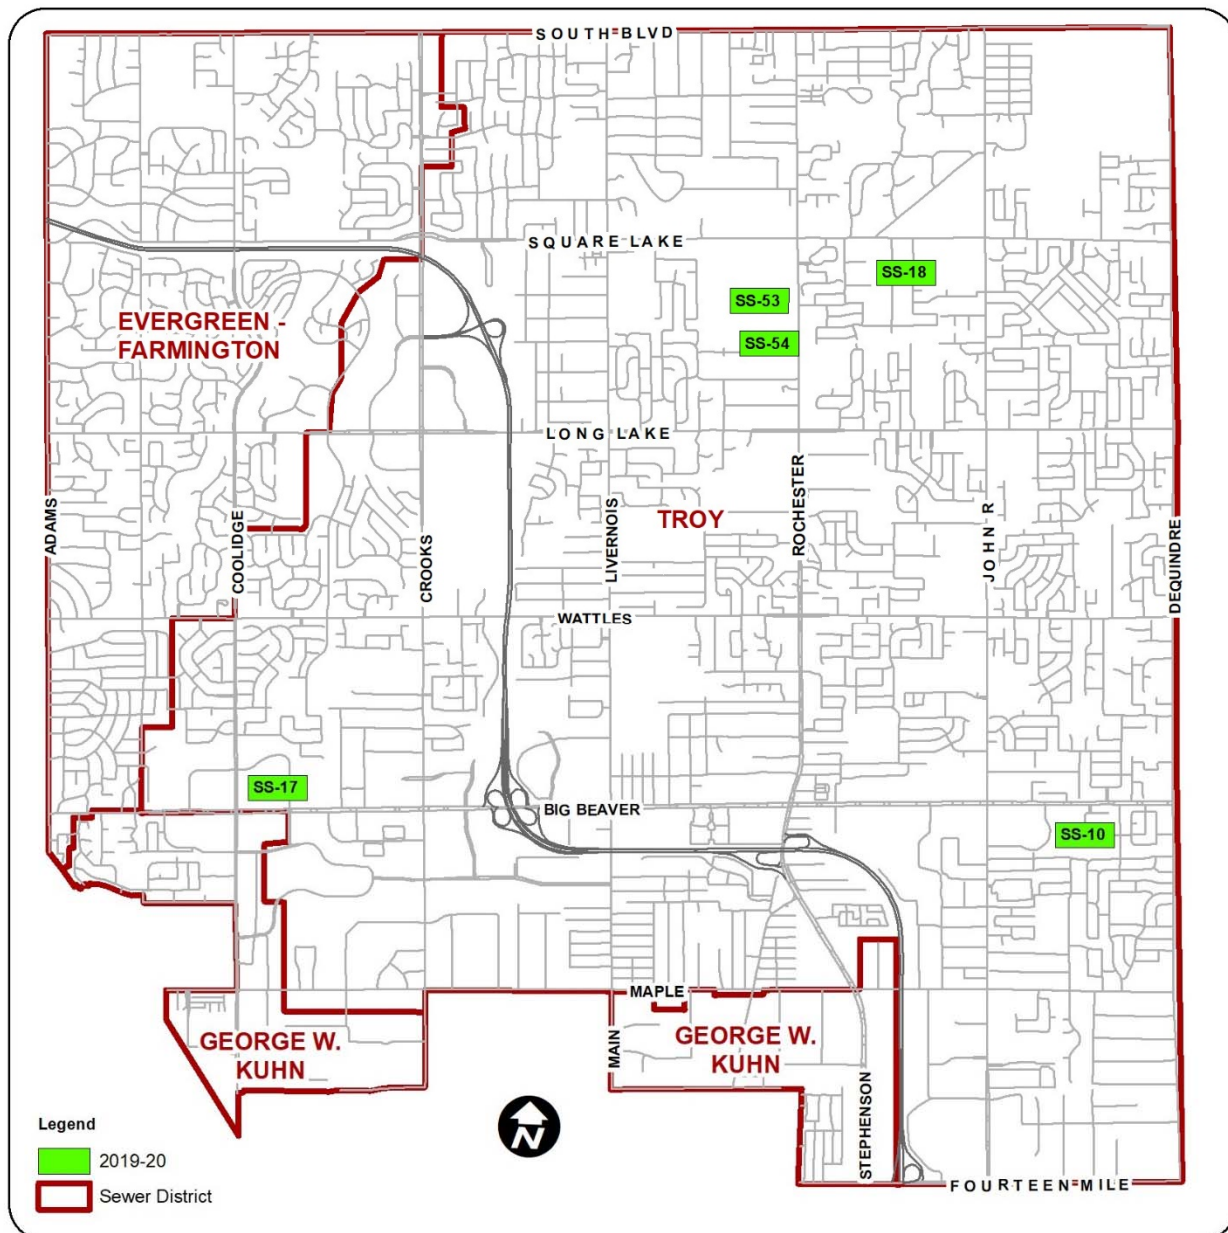 SOUTH BLVD
SQUARE LAKE
SS-18
SS-53
SS-54
EVERGREEN -
FARMINGTON
LONG LAKE
ADAMS
COOLIDGE
CROOKS
LIVERNOIS
TROY
ROCHESTER
JOHN R
DEQUINDRE
WATTLES
SS-17
BIG BEAVER
SS-10
MAPLE
GEORGE W.
KUHN
MAIN
GEORGE W.
KUHN
STEPHENSON
N
FOURTEEN MILE
Legend
2019-20
Sewer District